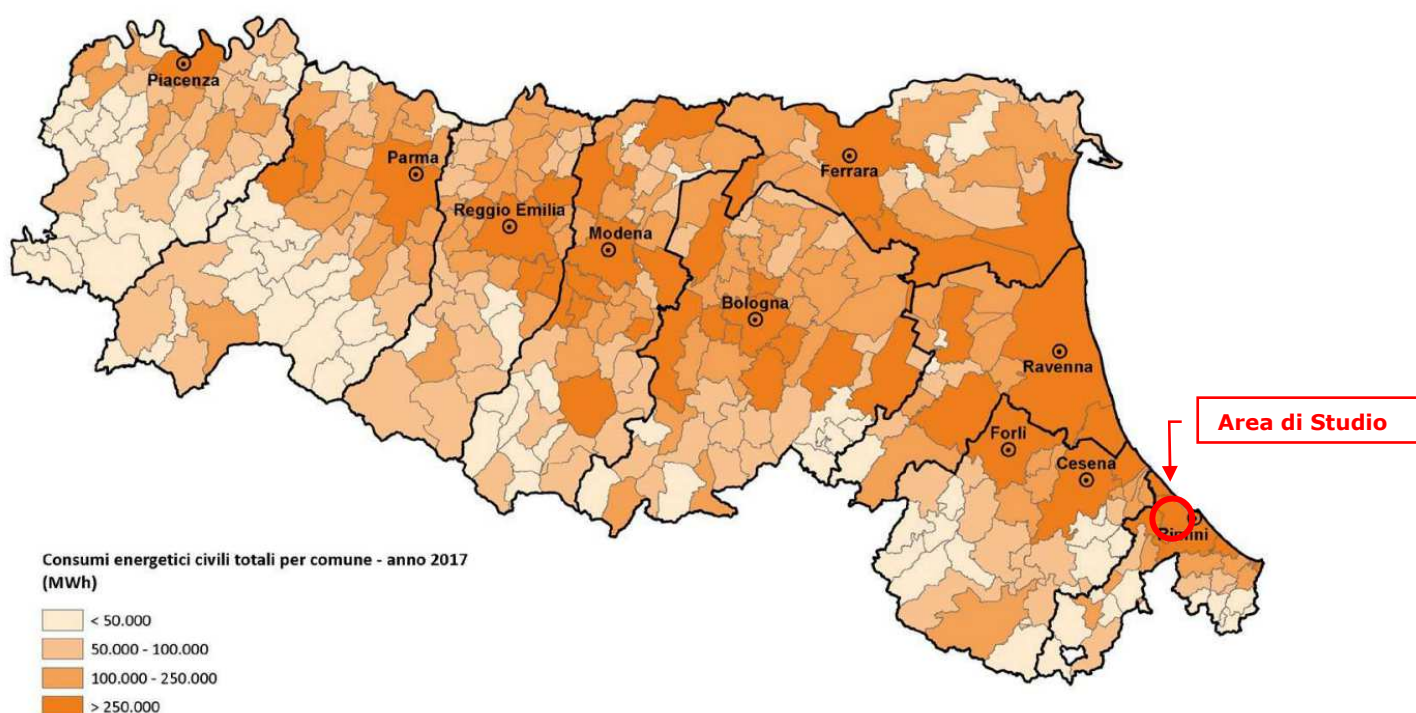 Piacenza
Parma
Reggio Emilia
Modena
Ferrara
Bologna
Ravenna
Area di Studio
Forlì
Cesena
Rimini
Consumi energetici civili totali per comune - anno 2017
(MWh)
< 50.000
50.000 - 100.000
100.000 - 250.000
> 250.000